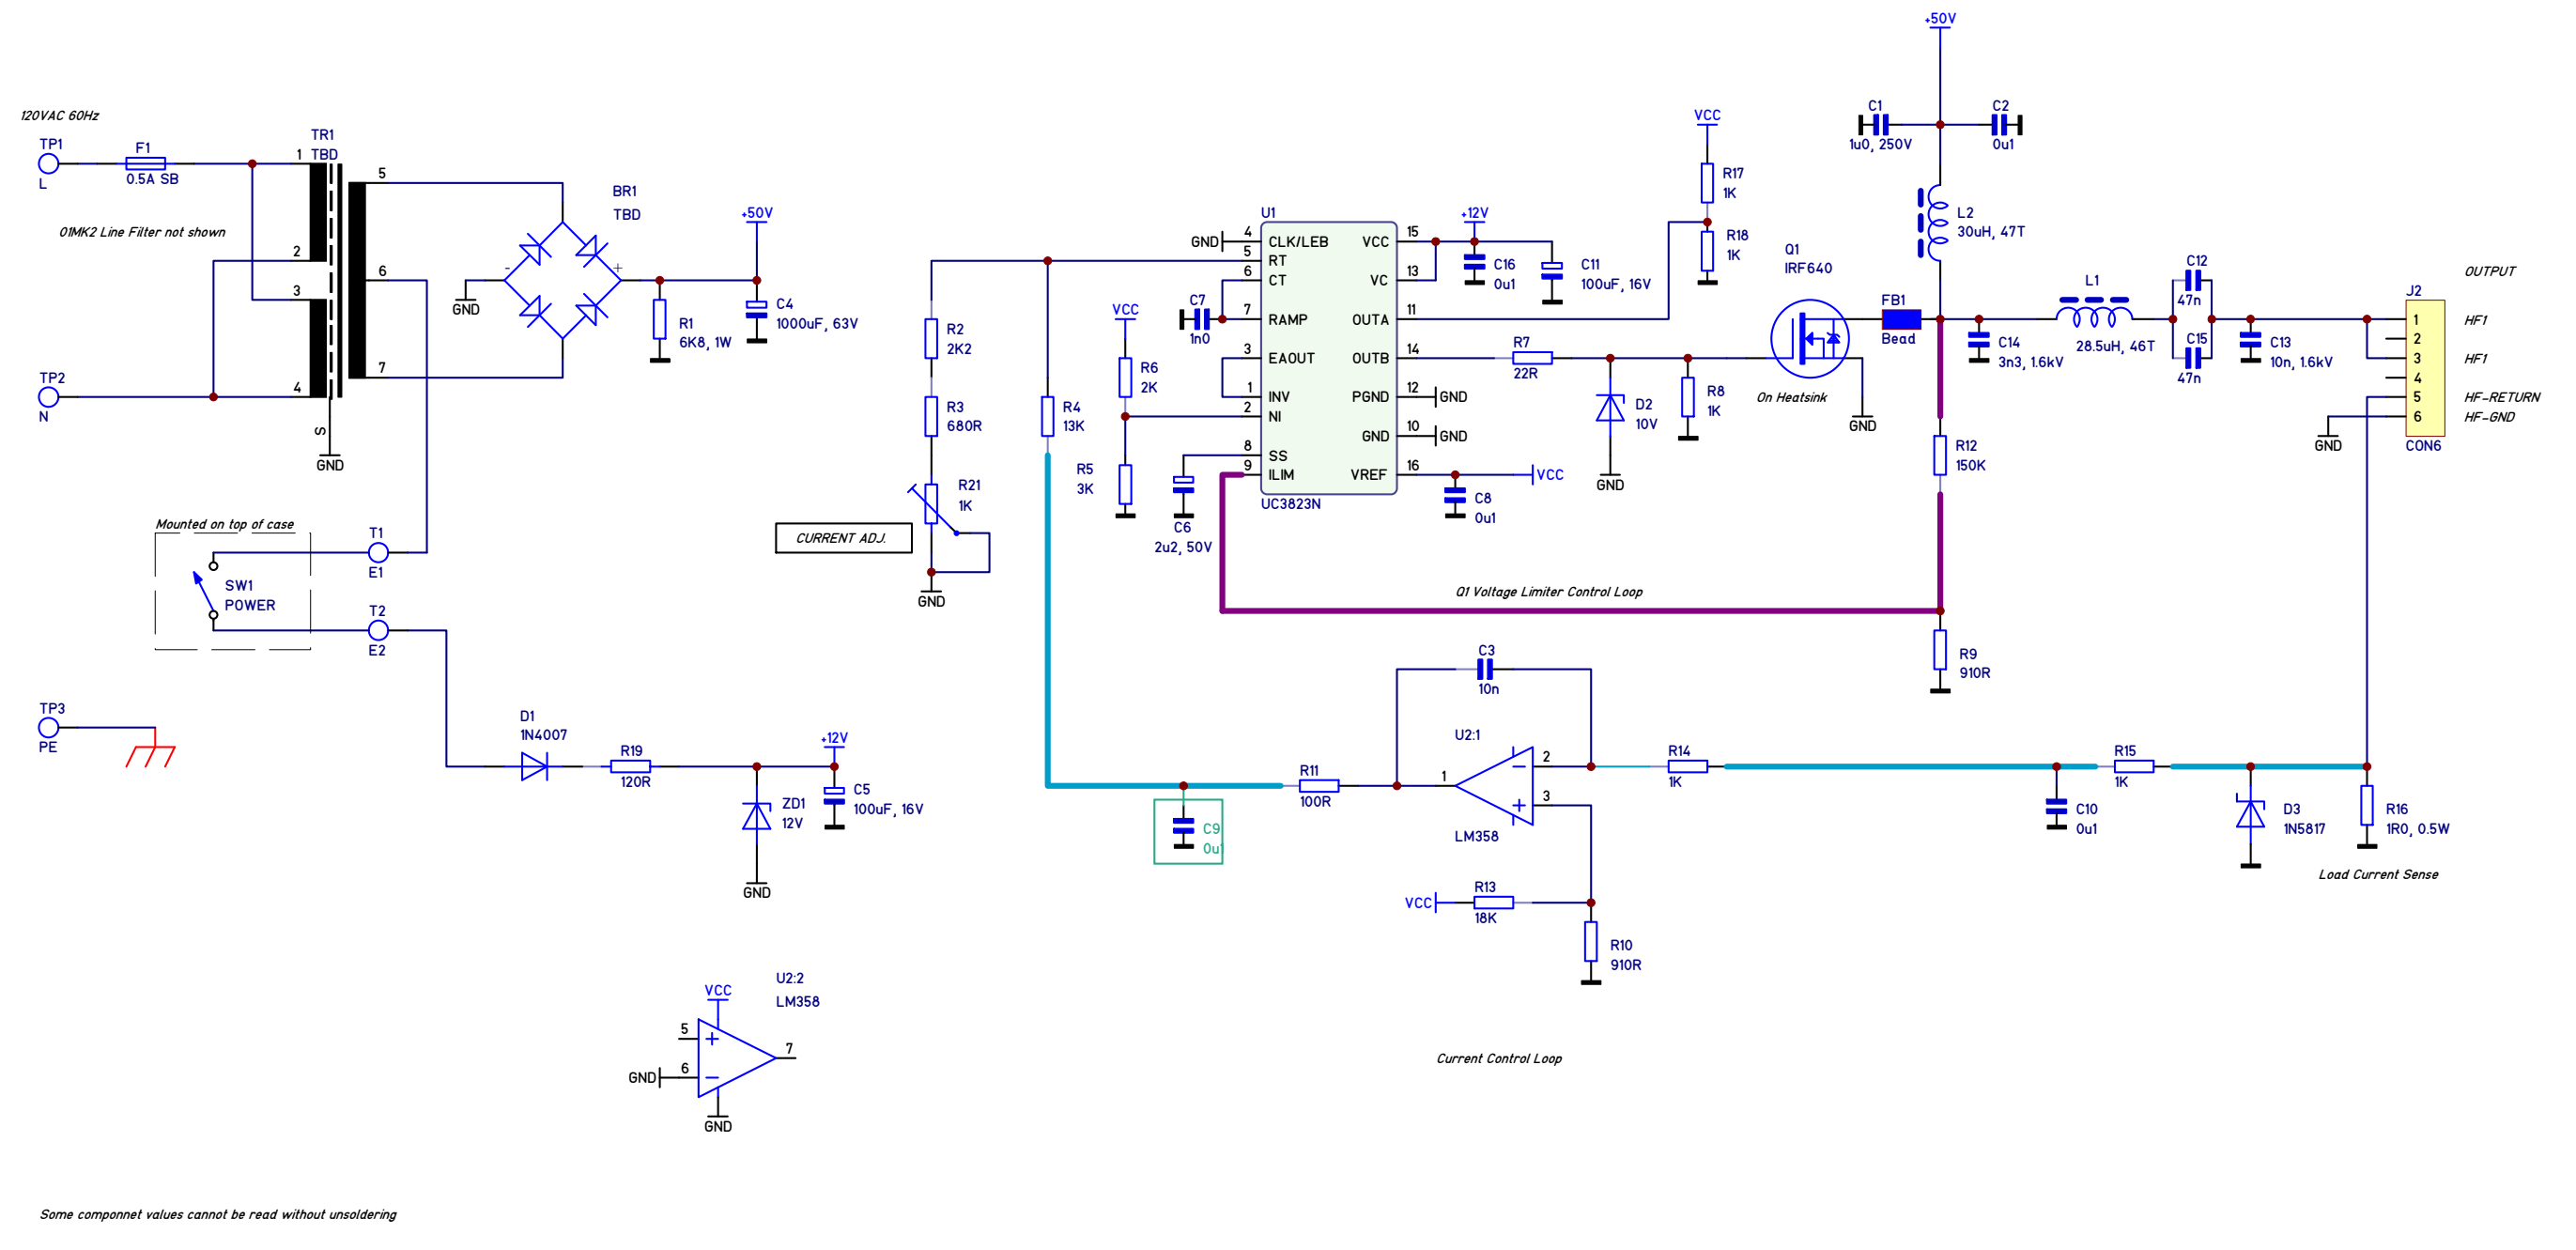 +50V
120VAC 60Hz
TP1
L
F1
0.5A SB
TR1
TBD
1
2
3
4
5
6
7
S
GND
01MK2 Line Filter not shown
TP2
N
BR1
TBD
-
+
GND
+50V
R1
6K8, 1W
C4
1000uF, 63V
Mounted on top of case
SW1
POWER
T1
E1
T2
E2
TP3
PE
D1
1N4007
R19
120R
+12V
ZD1
12V
GND
C5
100uF, 16V
U2:2
LM358
VCC
5
6
7
GND
GND
Some componnet values cannot be read without unsoldering
R2
2K2
R3
680R
R21
1K
CURRENT ADJ.
GND
R4
13K
VCC
R6
2K
R5
3K
C7
1n0
C6
2u2, 50V
GND
U1
4 CLK/LEB VCC 15
5 RT
6 CT VC 13
7 RAMP OUTA 11
3 EAOUT OUTB 14
1 INV PGND 12 GND
2 NI
GND 10 GND
8 SS
9 ILIM VREF 16
UC3823N
+12V
C16
0u1
C11
100uF, 16V
VCC
C8
0u1
VCC
R17
1K
R18
1K
R7
22R
D2
10V
GND
R8
1K
Q1
IRF640
On Heatsink
GND
FB1
Bead
C1
1u0, 250V
C2
0u1
L2
30uH, 47T
C14
3n3, 1.6kV
L1
28.5uH, 46T
C12
47n
C15
47n
C13
10n, 1.6kV
OUTPUT
J2
1 HF1
2
3 HF1
4
5 HF-RETURN
6 HF-GND
CON6
GND
R12
150K
Q1 Voltage Limiter Control Loop
R9
910R
C3
10n
U2:1
1
2
3
LM358
R11
100R
C9
0u1
R14
1K
C10
0u1
R15
1K
D3
1N5817
R16
1R0, 0.5W
Load Current Sense
VCC
R13
18K
R10
910R
Current Control Loop